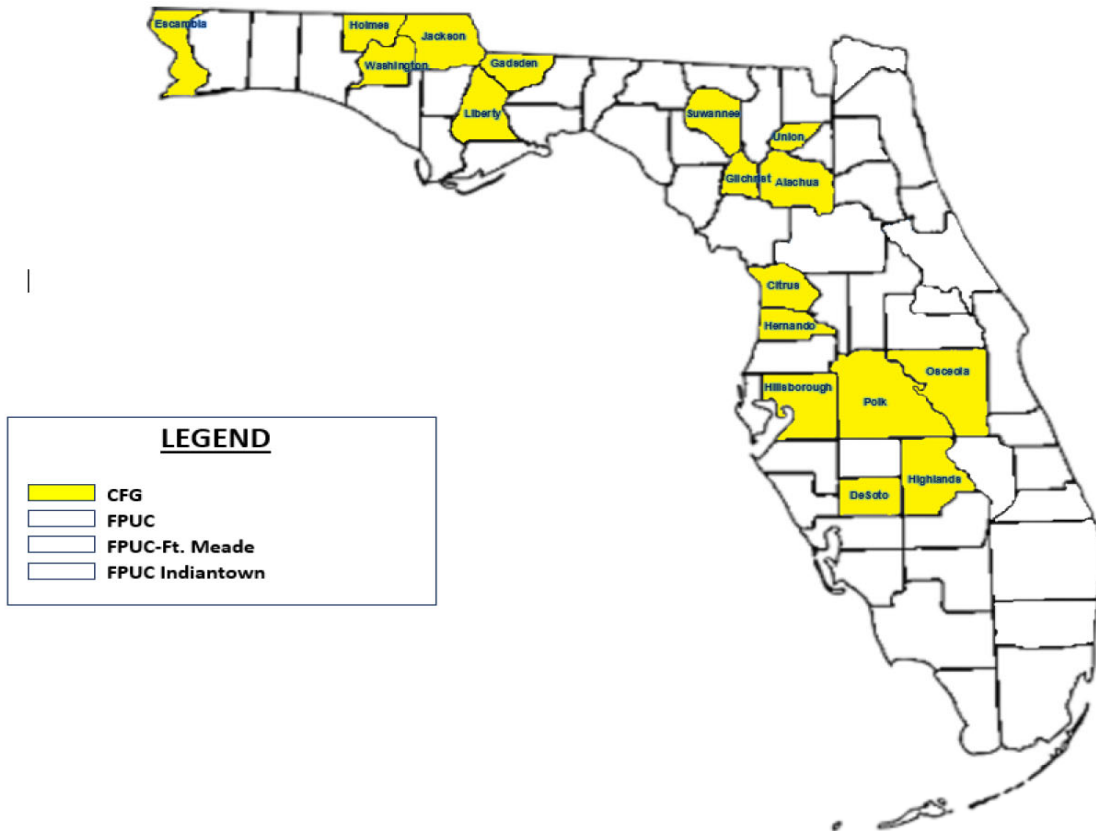 Escambia
Holmes
Jackson
Washington
Gadsden
Liberty
Suwannee
Union
Gilchrist
Alachua
Citrus
Hernando
Osceola
Hillsborough
Polk
Highlands
DeSoto
LEGEND
CFG
FPUC
FPUC-Ft. Meade
FPUC Indiantown